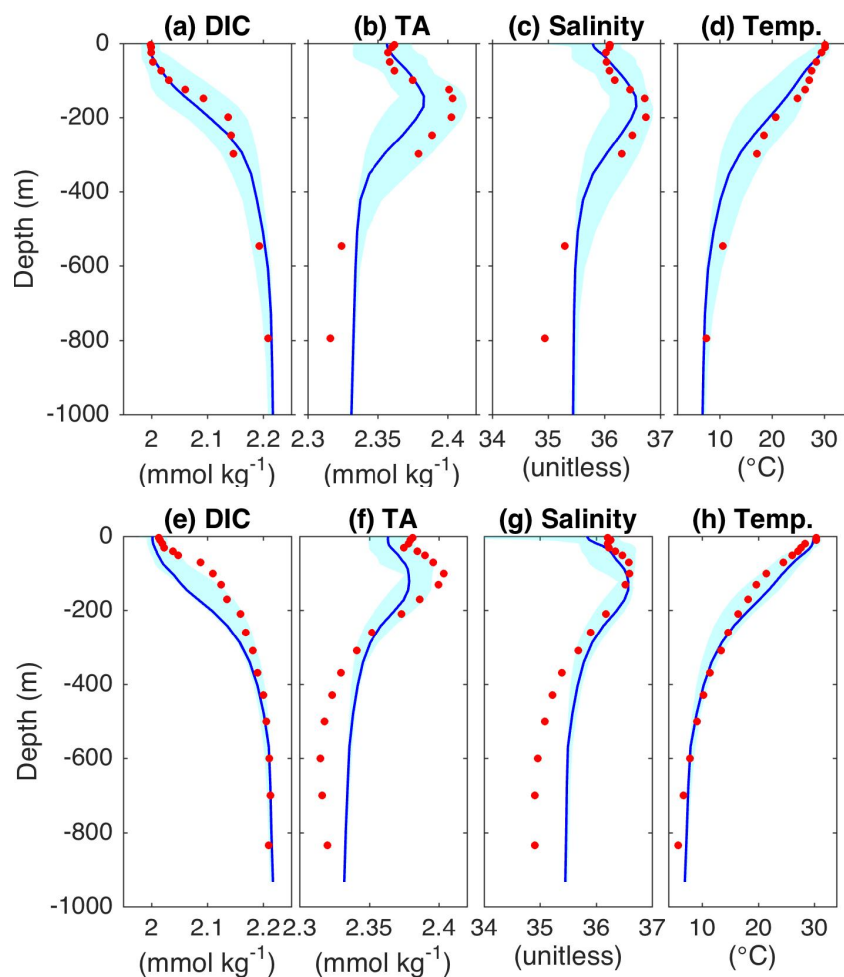 (a) DIC (b) TA (c) Salinity (d) Temp.
0
-200
-400
-600
-800
-1000
Depth (m)
2 2.1 2.2 2.3 2.35 2.4 34 35 36 37 10 20 30
(mmol kg-1) (mmol kg-1) (unitless) (°C)
(e) DIC (f) TA (g) Salinity (h) Temp.
0
-200
-400
-600
-800
-1000
Depth (m)
2 2.1 2.2 2.3 2.35 2.4 34 35 36 37 10 20 30
(mmol kg-1) (mmol kg-1) (unitless) (°C)